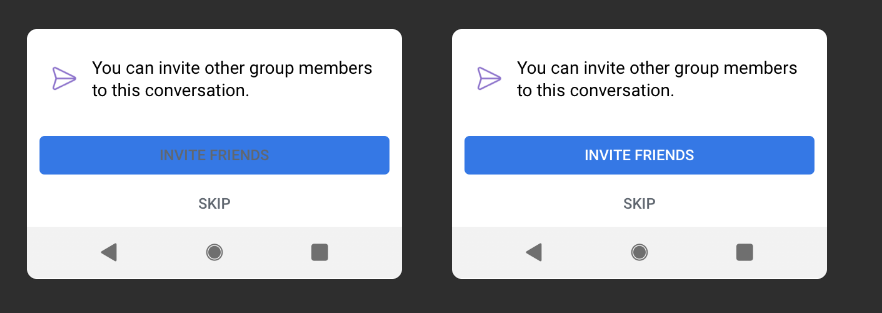 You can invite other group members
to this conversation.
INVITE FRIENDS
SKIP
You can invite other group members
to this conversation.
INVITE FRIENDS
SKIP